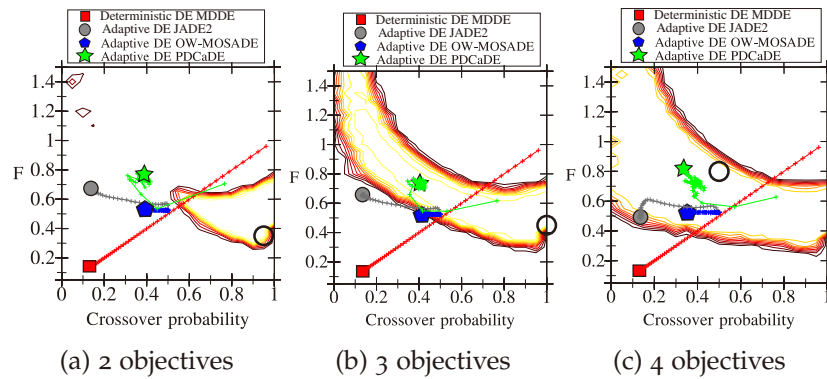 Deterministic DE MDDE
Adaptive DE JADE2
Adaptive DE OW-MOSADE
Adaptive DE PDCaDE
1.4
1.2
1
F 0.8
0.6
0.4
0.2
0 0.2 0.4 0.6 0.8 1
Crossover probability
(a) 2 objectives
Deterministic DE MDDE
Adaptive DE JADE2
Adaptive DE OW-MOSADE
Adaptive DE PDCaDE
1.4
1.2
1
F 0.8
0.6
0.4
0.2
0 0.2 0.4 0.6 0.8 1
Crossover probability
(b) 3 objectives
Deterministic DE MDDE
Adaptive DE JADE2
Adaptive DE OW-MOSADE
Adaptive DE PDCaDE
1.4
1.2
1
F 0.8
0.6
0.4
0.2
0 0.2 0.4 0.6 0.8 1
Crossover probability
(c) 4 objectives